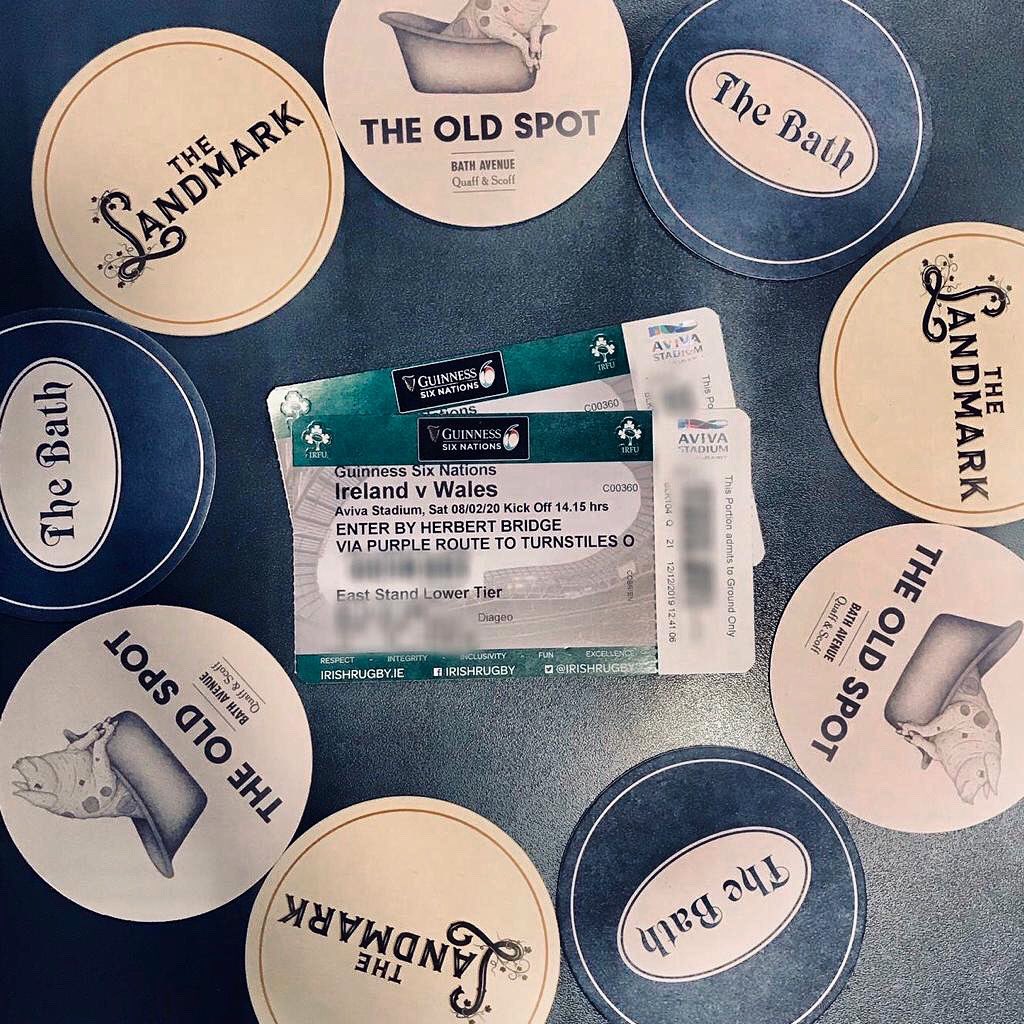 THE
LANDMARK
THE OLD SPOT
BATH AVENUE
Quaff & Scoff
The Bath
THE
LANDMARK
The Bath
GUINNESS
SIX NATIONS
IRFU
AVIVA
STADIUM
This Po
C00360
IRFU
GUINNESS
SIX NATIONS
IRFU
AVIVA
STADIUM
Guinness Six Nations
Ireland v Wales
C00360
Aviva Stadium, Sat 08/02/20 Kick Off 14.15 hrs
ENTER BY HERBERT BRIDGE
VIA PURPLE ROUTE TO TURNSTILES O
East Stand Lower Tier
Diageo
RESPECT - INTEGRITY - INCLUSIVITY - FUN - EXCELLENCE
IRISHRUGBY.IE
IRISHRUGBY
@IRISHRUGBY
Q 21 12/12/2019 12:41:06
This Portion admits to Ground Only
THE OLD SPOT
BATH AVENUE
Quaff & Scoff
THE OLD SPOT
BATH AVENUE
Quaff & Scoff
THE
LANDMARK
The Bath